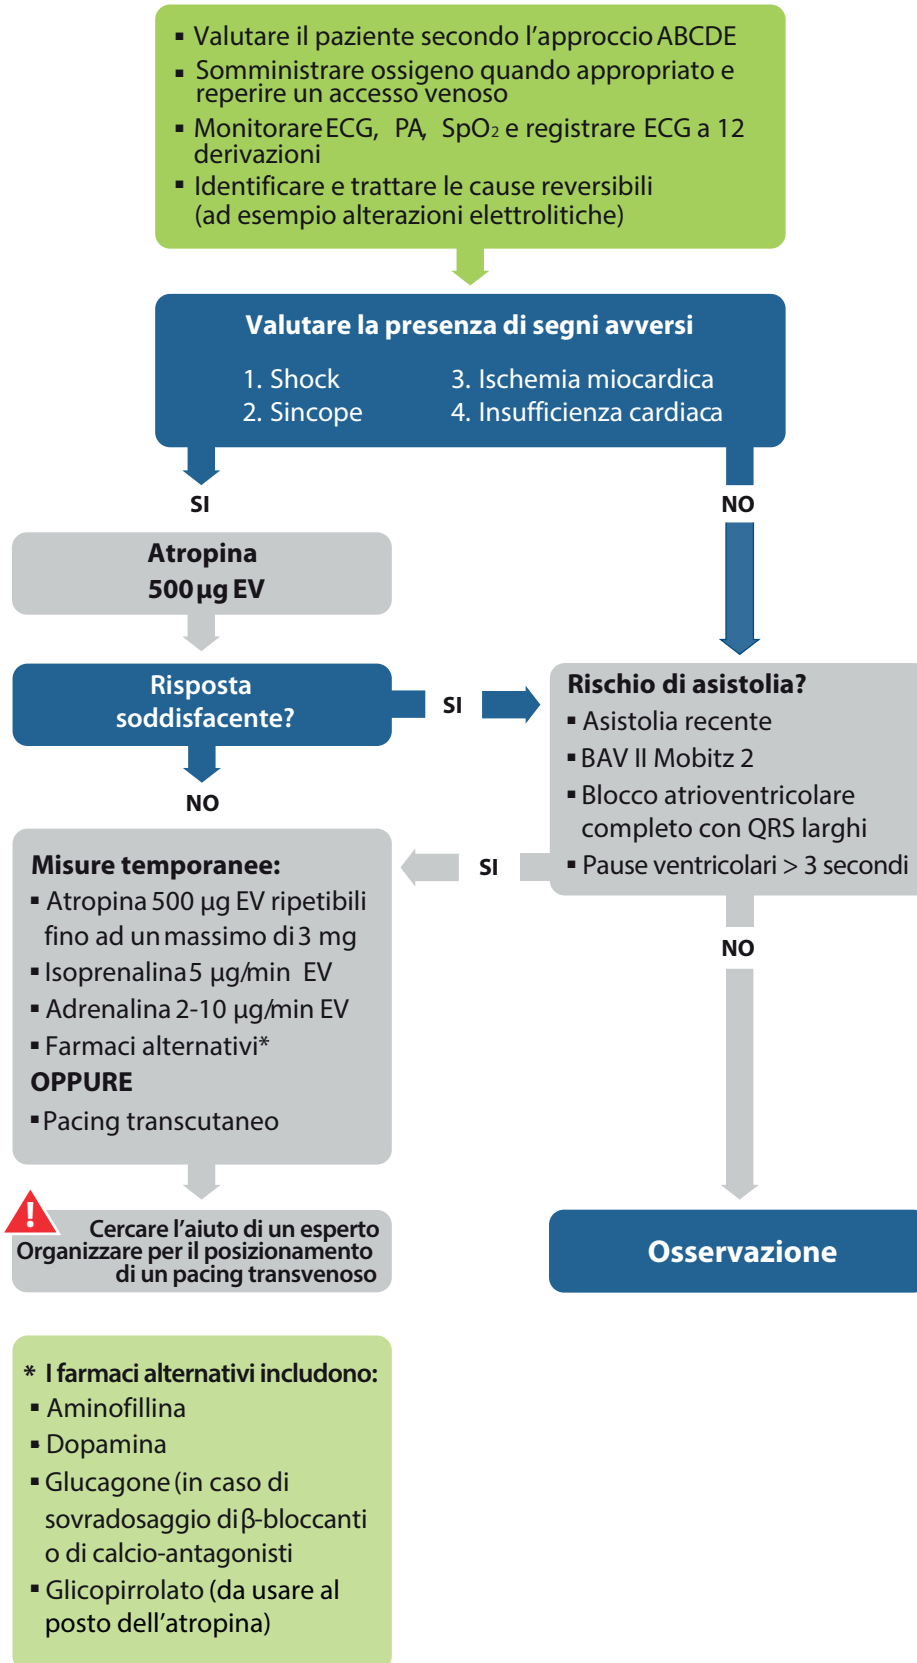 ▪ Valutare il paziente secondo l'approccio ABCDE
▪ Somministrare ossigeno quando appropriato e
reperire un accesso venoso
▪ Monitorare ECG, PA, SpO₂ e registrare ECG a 12
derivazioni
▪ Identificare e trattare le cause reversibili
(ad esempio alterazioni elettrolitiche)
Valutare la presenza di segni avversi
1. Shock
2. Sincope
3. Ischemia miocardica
4. Insufficienza cardiaca
SI
NO
Atropina
500 µg EV
Risposta
soddisfacente?
SI
NO
Rischio di asistolia?
▪ Asistolia recente
▪ BAV II Mobitz 2
▪ Blocco atrioventricolare
completo con QRS larghi
▪ Pause ventricolari > 3 secondi
SI
NO
Misure temporanee:
▪ Atropina 500 µg EV ripetibili
fino ad un massimo di 3 mg
▪ Isoprenalina 5 µg/min EV
▪ Adrenalina 2-10 µg/min EV
▪ Farmaci alternativi*
OPPURE
▪ Pacing transcutaneo
!
Cercare l'aiuto di un esperto
Organizzare per il posizionamento
di un pacing transvenoso
Osservazione
* I farmaci alternativi includono:
▪ Aminofillina
▪ Dopamina
▪ Glucagone (in caso di
sovradosaggio di β-bloccanti
o di calcio-antagonisti
▪ Glicopirrolato (da usare al
posto dell'atropina)